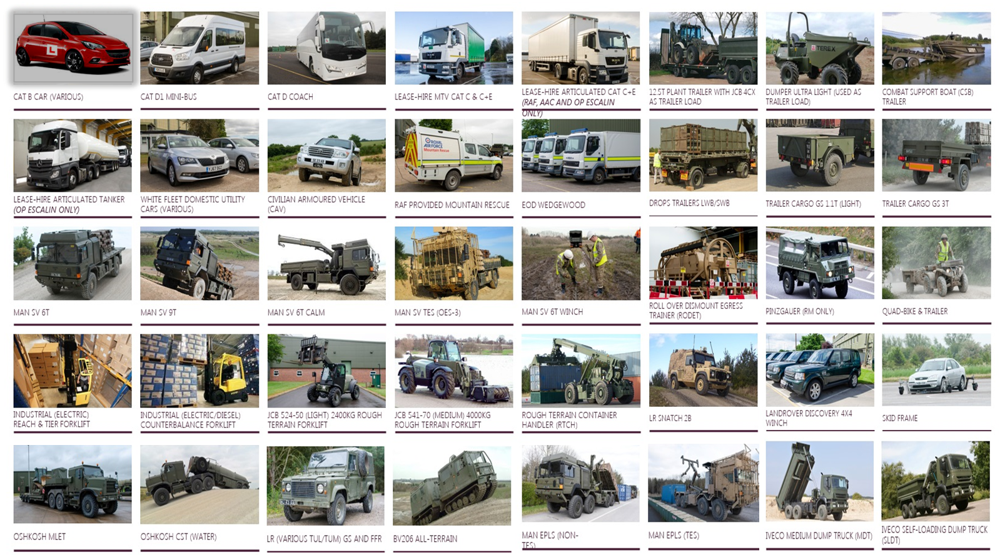 CAT B CAR (VARIOUS)
CAT D1 MINI-BUS
CAT D COACH
LEASE-HIRE MTV CAT C & C+E
LEASE-HIRE ARTICULATED CAT C+E
(RAF, AAC AND OP ESCALIN
ONLY)
12.5T PLANT TRAILER WITH JCB 4CX
AS TRAILER LOAD
TEREX
DUMPER ULTRA LIGHT (USED AS
TRAILER LOAD)
COMBAT SUPPORT BOAT (CSB)
TRAILER
LEASE-HIRE ARTICULATED TANKER
(OP ESCALIN ONLY)
WHITE FLEET DOMESTIC UTILITY
CARS (VARIOUS)
CIVILIAN ARMOURED VEHICLE
(CAV)
ROYAL
AIR FORCE
Mountain Rescue
RAF PROVIDED MOUNTAIN RESCUE
EOD WEDGEWOOD
DROPS TRAILERS LWB/SWB
TRAILER CARGO GS 1.1T (LIGHT)
TRAILER CARGO GS 3T
MAN SV 6T
MAN SV 9T
MAN SV 6T CALM
MAN SV TES (OES-3)
MAN SV 6T WINCH
ROLL OVER DISMOUNT EGRESS
TRAINER (RODET)
PINZGAUER (RM ONLY)
QUAD-BIKE & TRAILER
INDUSTRIAL (ELECTRIC)
REACH & TIER FORKLIFT
INDUSTRIAL (ELECTRIC/DIESEL)
COUNTERBALANCE FORKLIFT
JCB 524-50 (LIGHT) 2400KG ROUGH
TERRAIN FORKLIFT
JCB 541-70 (MEDIUM) 4000KG
ROUGH TERRAIN FORKLIFT
ROUGH TERRAIN CONTAINER
HANDLER (RTCH)
LR SNATCH 2B
LANDROVER DISCOVERY 4X4
WINCH
SKID FRAME
OSHKOSH MLET
OSHKOSH CST (WATER)
LR (VARIOUS TUL/TUM) GS AND FFR
BV206 ALL-TERRAIN
MAN EPLS (NON-
TES)
MAN EPLS (TES)
IVECO MEDIUM DUMP TRUCK (MDT)
IVECO SELF-LOADING DUMP TRUCK
(SLDT)